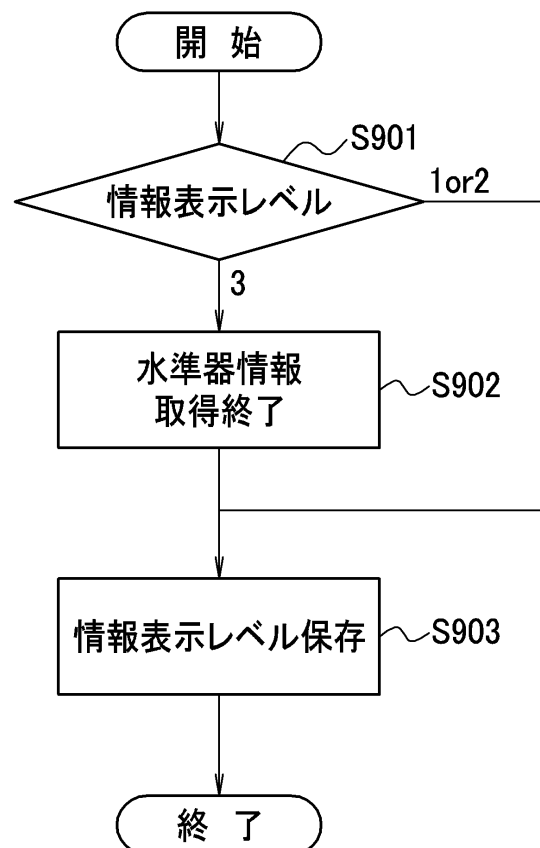 開 始
S901
情報表示レベル
1or2
3
水準器情報
取得終了
S902
情報表示レベル保存
S903
終 了